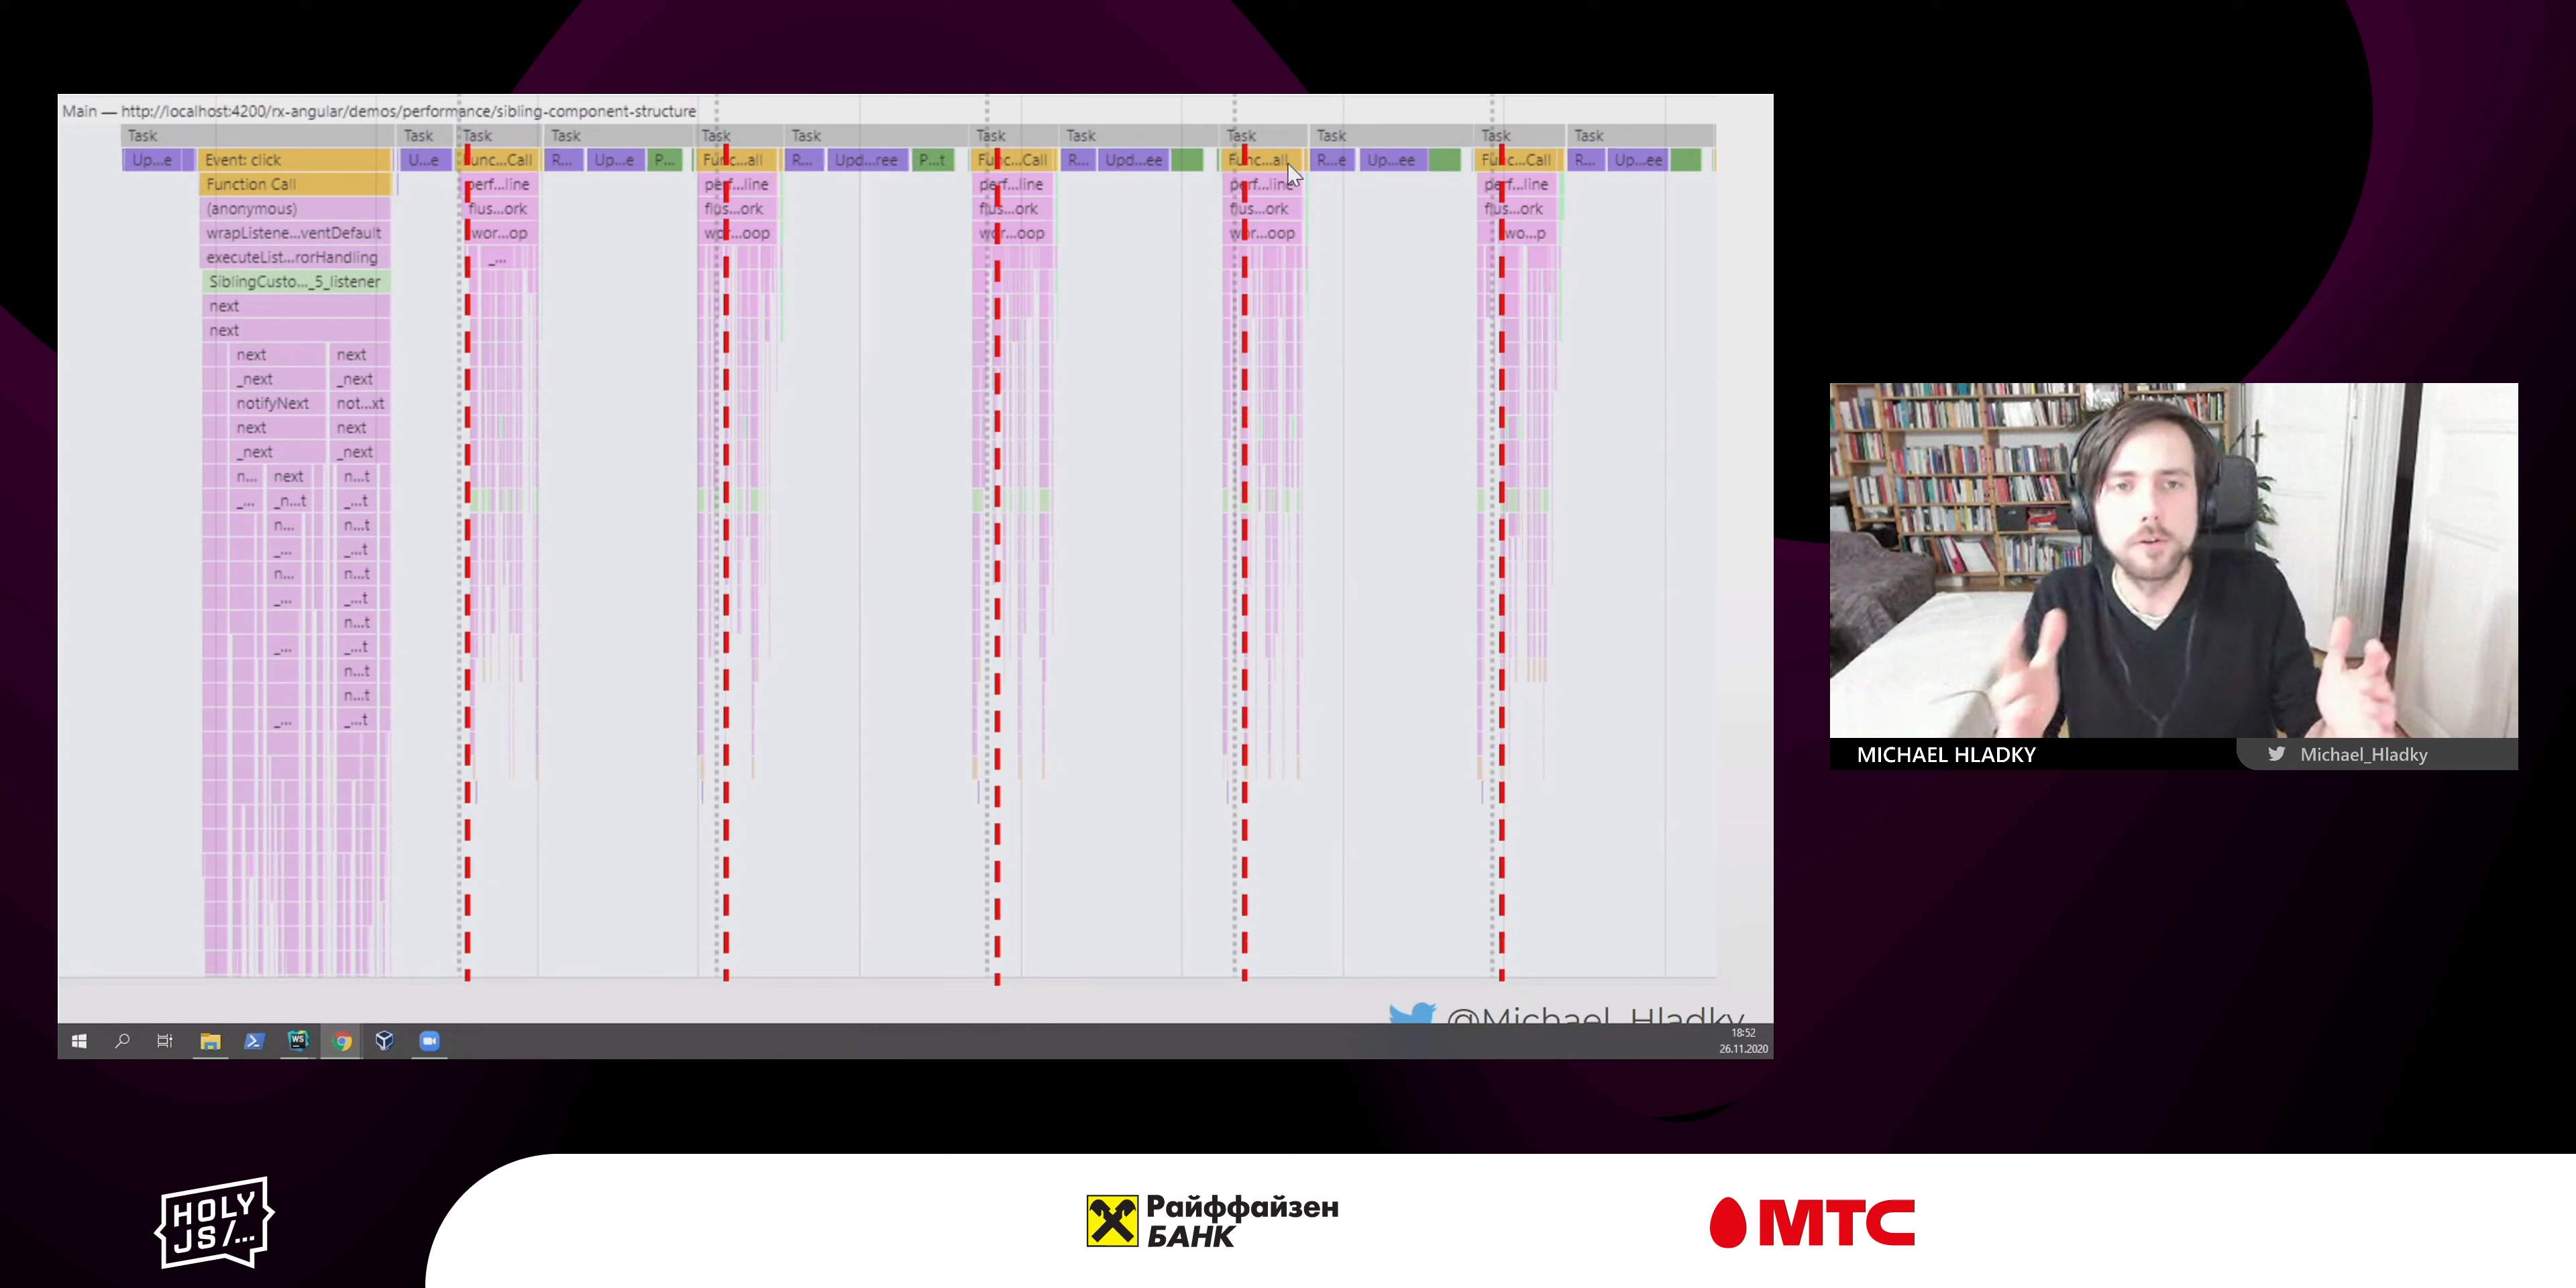 Main — http://localhost:4200/rx-angular/demos/performance/sibling-component-structure
Task Task Task Task Task Task Task Task Task Task Task Task
Up...e Event: click U...e Func...Call R... Up...e P... Func...all R... Upd...ree P...t Func...Call R... Upd...ee Func...all R...e Up...ee Func...Call R... Up...ee
Function Call perf...line perf...line perf...line perf...line perf...line
(anonymous) flus...ork flus...ork flus...ork flus...ork flus...ork
wrapListene...ventDefault wor...op wor...oop wor...oop wor...oop wo...p
executeList...rorHandling _...
SiblingCusto..._5_listener
next
next
next next
_next _next
notifyNext not...xt
next next
_next _next
n... next n...t
_... _n...t _...t
n... n...t
_... _...t
n... n...t
_... _...t
n...t
_... _...t
n...t
n...t
_... _...t
@Michael_Hladky
WS
18:52
26.11.2020
MICHAEL HLADKY
Michael_Hladky
HOLY
JS/...
Райффайзен
БАНК
МТС